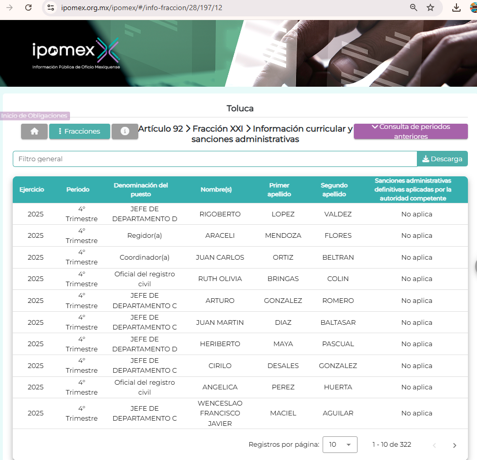 ipomex.org.mx/ipomex/#/info-fraccion/28/197/12
ipomex
Información Pública de Oficio Mexiquense
Toluca
Inicio de Obligaciones
Fracciones
Artículo 92 > Fracción XXI > Información curricular y
sanciones administrativas
Consulta de periodos
anteriores
Filtro general
Descarga
Ejercicio Periodo Denominación del puesto Nombre(s) Primer apellido Segundo apellido Sanciones administrativas definitivas aplicadas por la autoridad competente
2025 4° Trimestre JEFE DE DEPARTAMENTO D RIGOBERTO LOPEZ VALDEZ No aplica
2025 4° Trimestre Regidor(a) ARACELI MENDOZA FLORES No aplica
2025 4° Trimestre Coordinador(a) JUAN CARLOS ORTIZ BELTRAN No aplica
2025 4° Trimestre Oficial del registro civil RUTH OLIVIA BRINGAS COLIN No aplica
2025 4° Trimestre JEFE DE DEPARTAMENTO C ARTURO GONZALEZ ROMERO No aplica
2025 4° Trimestre JEFE DE DEPARTAMENTO C JUAN MARTIN DIAZ BALTASAR No aplica
2025 4° Trimestre JEFE DE DEPARTAMENTO D HERIBERTO MAYA PASCUAL No aplica
2025 4° Trimestre JEFE DE DEPARTAMENTO C CIRILO DESALES GONZALEZ No aplica
2025 4° Trimestre Oficial del registro civil ANGELICA PEREZ HUERTA No aplica
2025 4° Trimestre JEFE DE DEPARTAMENTO C WENCESLAO FRANCISCO JAVIER MACIEL AGUILAR No aplica
Registros por página: 10 1 - 10 de 322